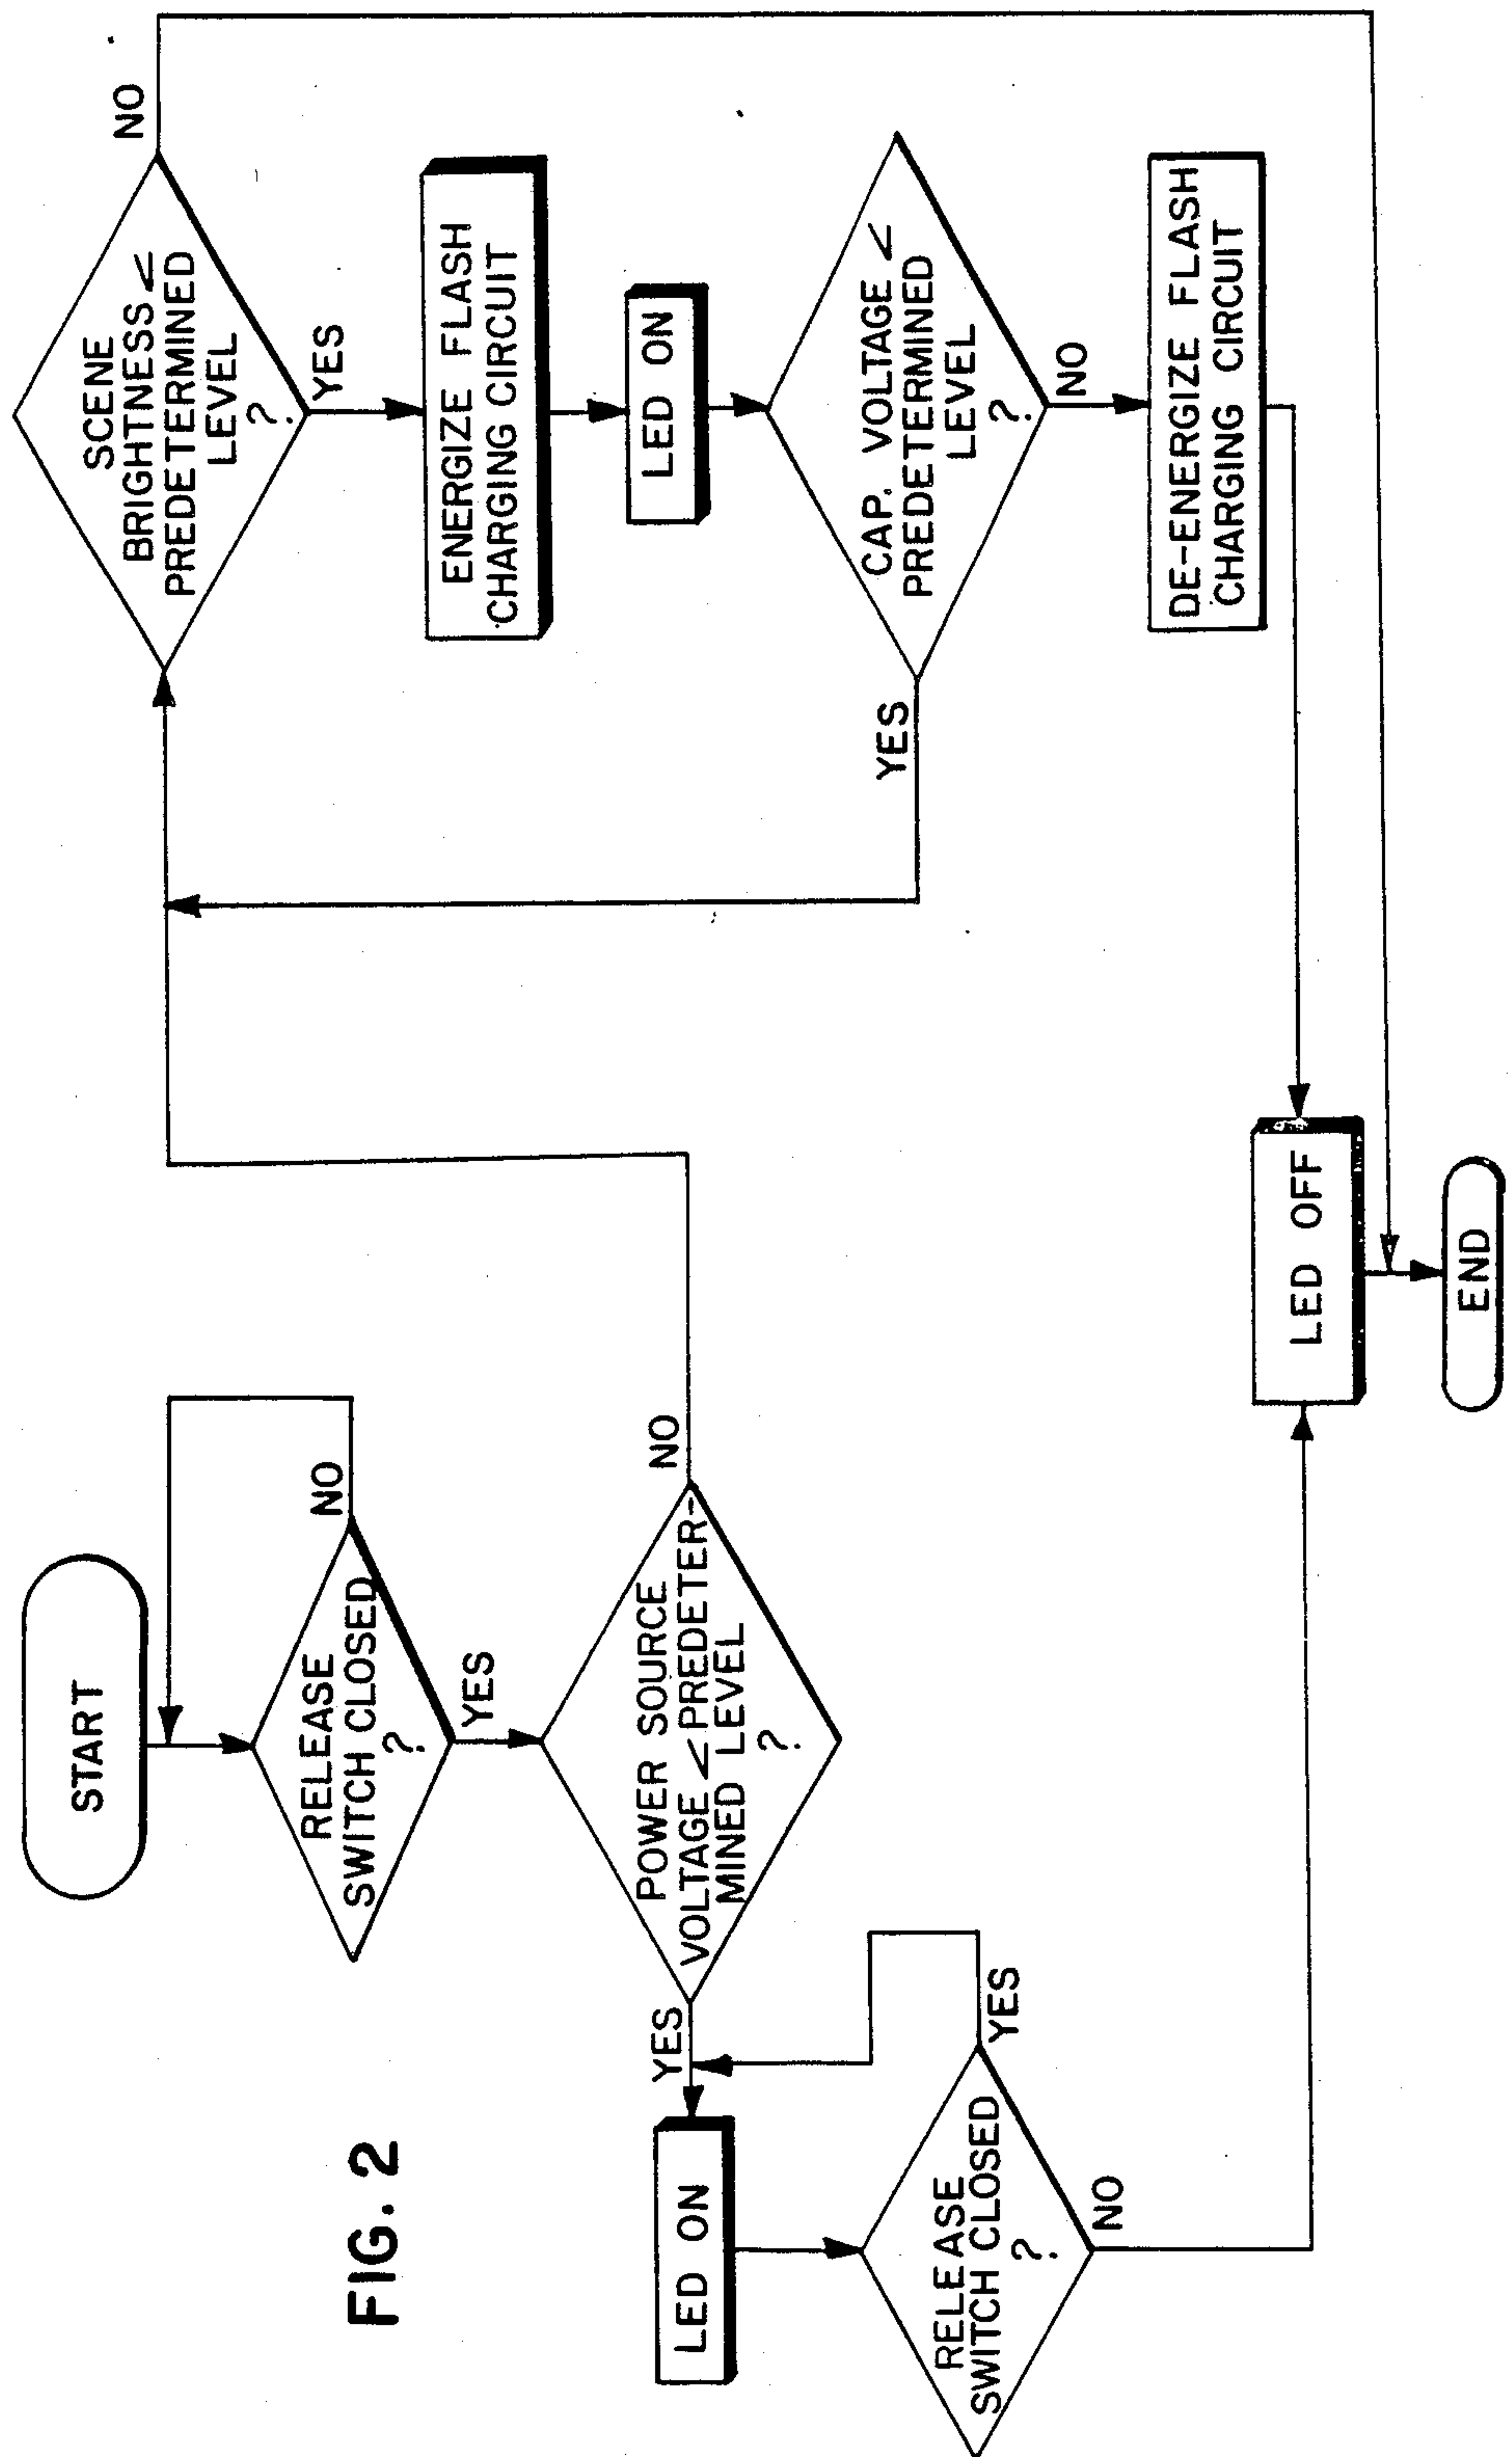 FIG. 2
START
RELEASE
SWITCH CLOSED
?
NO
YES
POWER SOURCE
VOLTAGE < PREDETER-
MINED LEVEL
?
YES
NO
LED ON
RELEASE
SWITCH CLOSED
?
YES
NO
SCENE
BRIGHTNESS <
PREDETERMINED
LEVEL
?
NO
YES
ENERGIZE FLASH
CHARGING CIRCUIT
LED ON
CAP. VOLTAGE <
PREDETERMINED
LEVEL
?
YES
NO
DE-ENERGIZE FLASH
CHARGING CIRCUIT
LED OFF
END